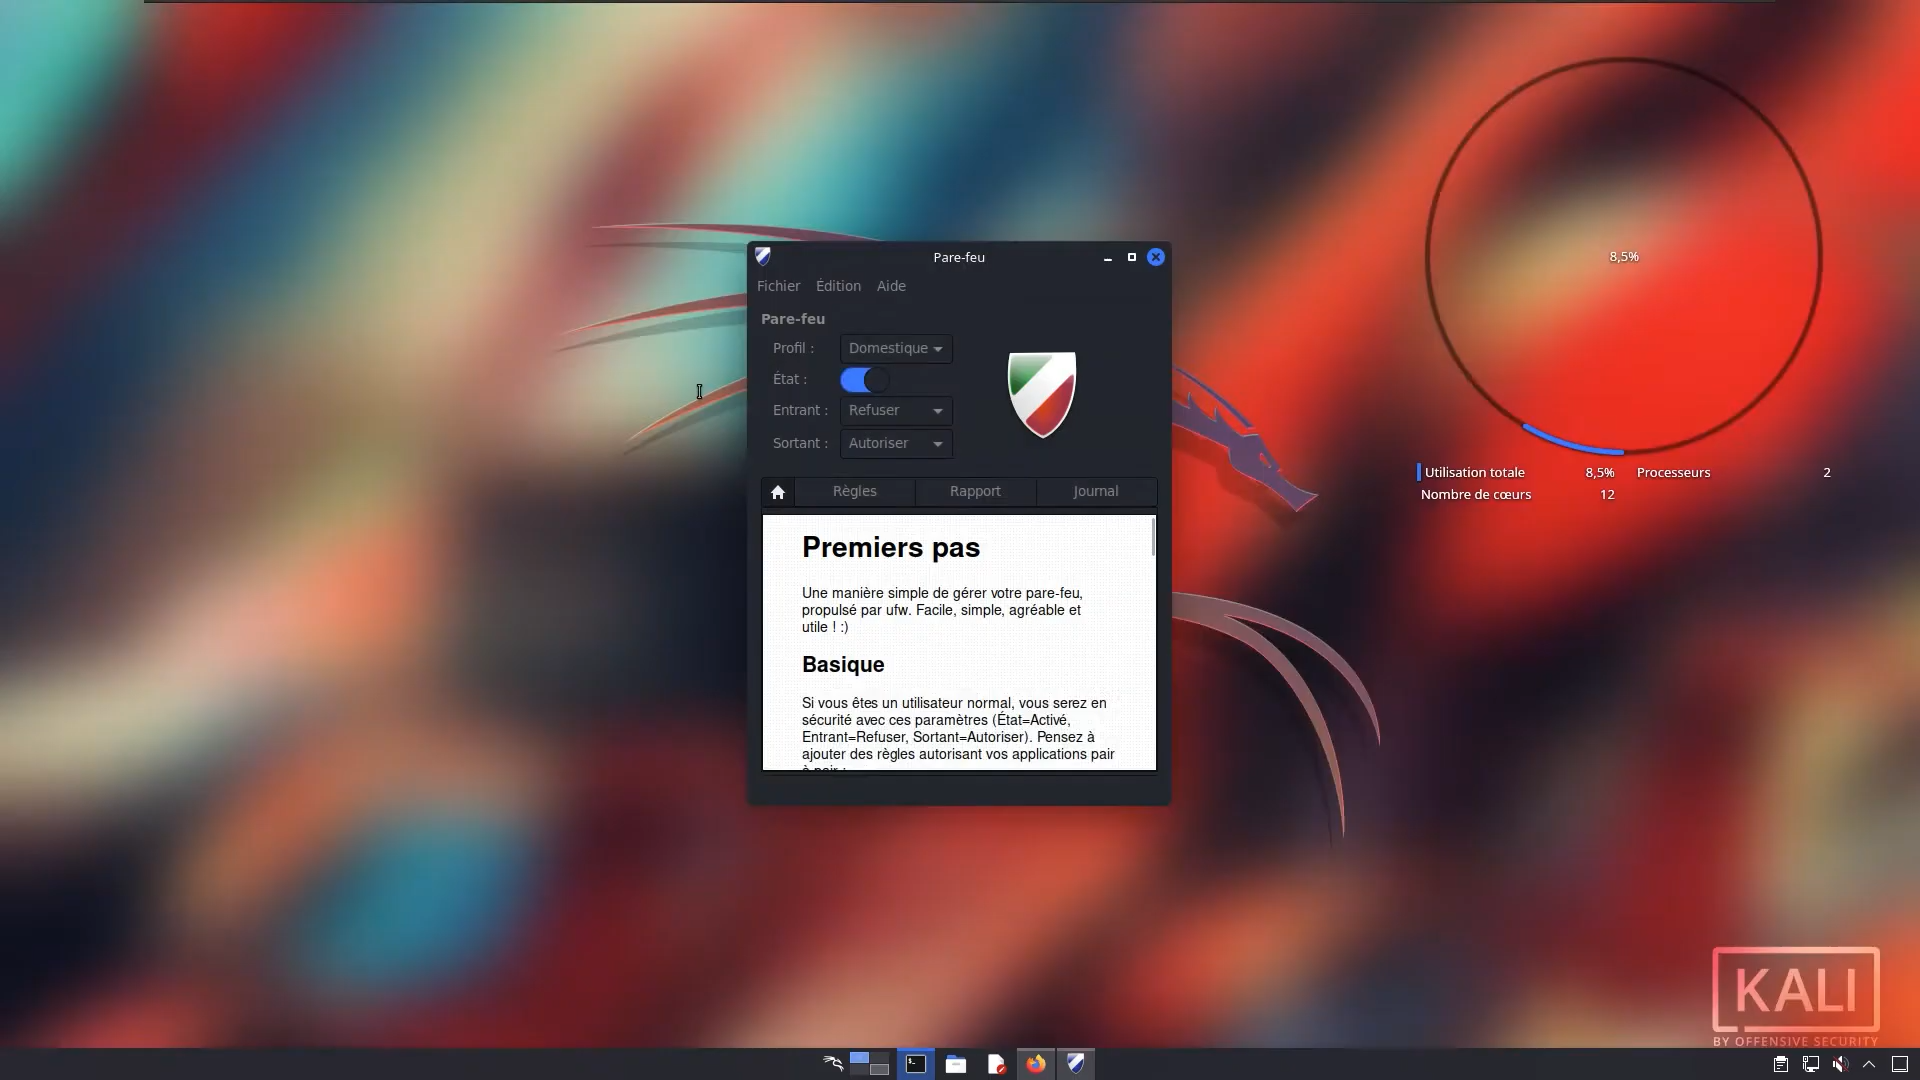 Pare-feu
Fichier Édition Aide
Pare-feu
Profil : Domestique
État :
Entrant : Refuser
Sortant : Autoriser
Règles Rapport Journal
Premiers pas
Une manière simple de gérer votre pare-feu,
propulsé par ufw. Facile, simple, agréable et
utile ! :)
Basique
Si vous êtes un utilisateur normal, vous serez en
sécurité avec ces paramètres (État=Activé,
Entrant=Refuser, Sortant=Autoriser). Pensez à
ajouter des règles autorisant vos applications pair
à pair :
8,5%
Utilisation totale 8,5% Processeurs 2
Nombre de cœurs 12
KALI
BY OFFENSIVE SECURITY